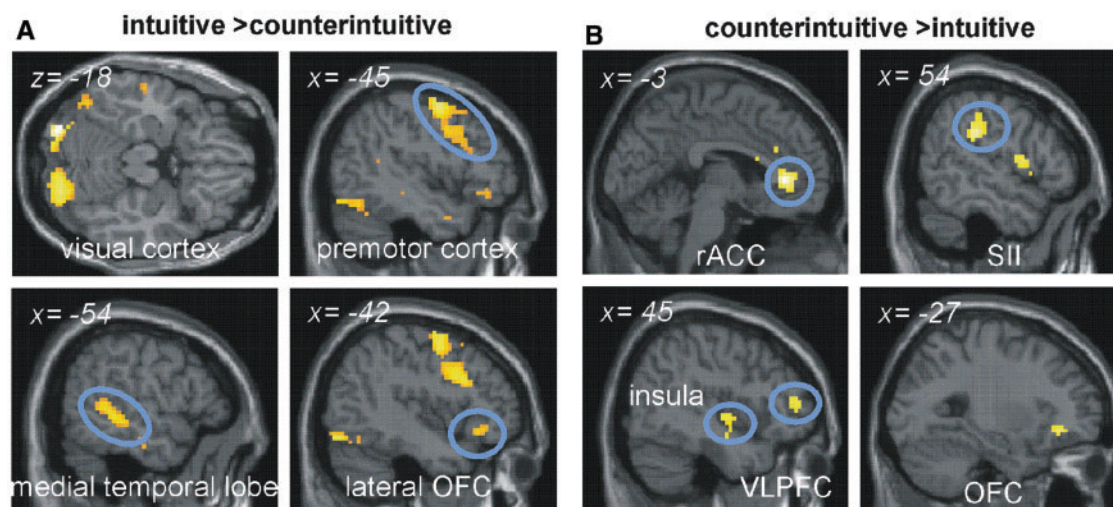 A intuitive >counterintuitive
z= -18
visual cortex
x= -45
premotor cortex
x= -54
medial temporal lobe
x= -42
lateral OFC
B counterintuitive >intuitive
x= -3
rACC
x= 54
SII
x= 45
insula
VLPFC
x= -27
OFC